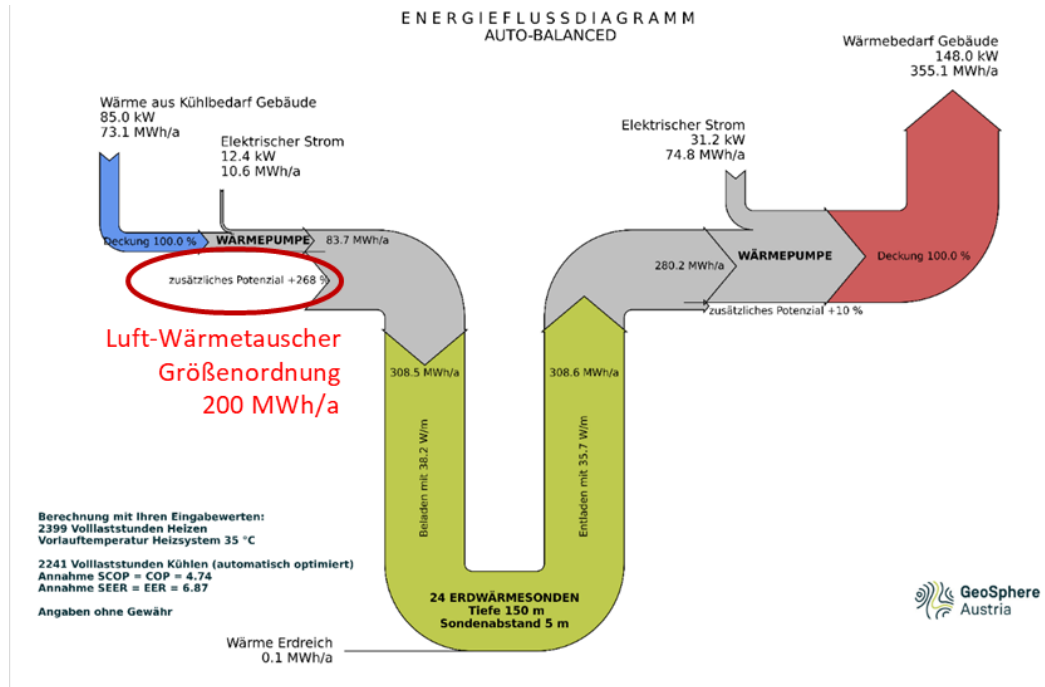 ENERGIEFLUSSDIAGRAMM
AUTO-BALANCED
Wärmebedarf Gebäude
148.0 kW
355.1 MWh/a
Wärme aus Kühlbedarf Gebäude
85.0 kW
73.1 MWh/a
Elektrischer Strom
12.4 kW
10.6 MWh/a
Elektrischer Strom
31.2 kW
74.8 MWh/a
Deckung 100.0 %
WÄRMEPUMPE
83.7 MWh/a
zusätzliches Potenzial +268 %
280.2 MWh/a
WÄRMEPUMPE
Deckung 100.0 %
zusätzliches Potenzial +10 %
Luft-Wärmetauscher
Größenordnung
200 MWh/a
308.5 MWh/a
308.6 MWh/a
Beladen mit 38.2 W/m
Entladen mit 35.7 W/m
Berechnung mit Ihren Eingabewerten:
2399 Volllaststunden Heizen
Vorlauftemperatur Heizsystem 35 °C
2241 Volllaststunden Kühlen (automatisch optimiert)
Annahme SCOP = COP = 4.74
Annahme SEER = EER = 6.87
Angaben ohne Gewähr
24 ERDWÄRMESONDEN
Tiefe 150 m
Sondenabstand 5 m
Wärme Erdreich
0.1 MWh/a
GeoSphere
Austria